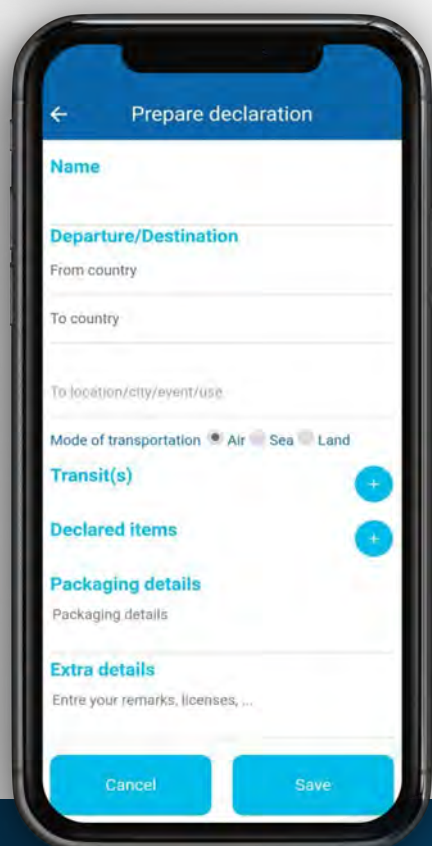 Prepare declaration
Name
Departure/Destination
From country
To country
To location/city/event/use
Mode of transportation Air Sea Land
Transit(s)
+
Declared items
+
Packaging details
Packaging details
Extra details
Entre your remarks, licenses, ...
Cancel Save